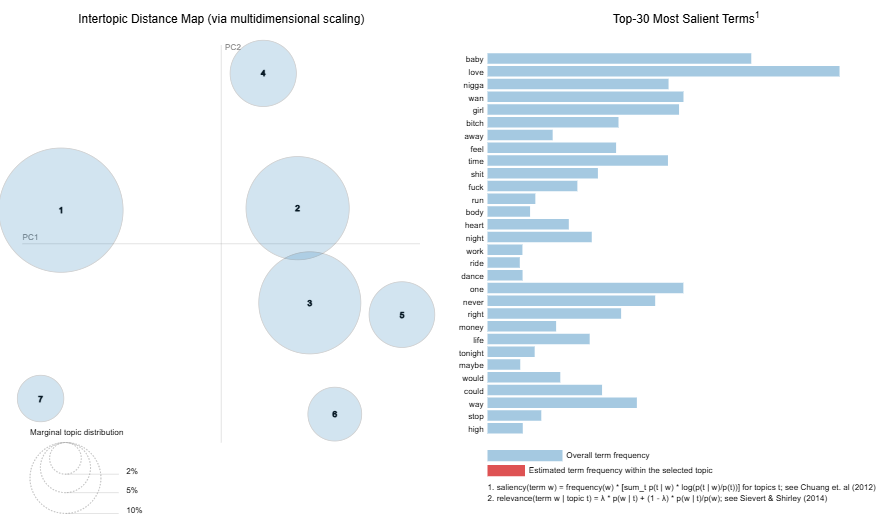 Intertopic Distance Map (via multidimensional scaling)
PC2
4
1
2
PC1
3
5
7
6
Marginal topic distribution
2%
5%
10%
Top-30 Most Salient Terms1
baby
love
nigga
wan
girl
bitch
away
feel
time
shit
fuck
run
body
heart
night
work
ride
dance
one
never
right
money
life
tonight
maybe
would
could
way
stop
high
Overall term frequency
Estimated term frequency within the selected topic
1. saliency(term w) = frequency(w) * [sum_t p(t | w) * log(p(t | w)/p(t))] for topics t; see Chuang et. al (2012)
2. relevance(term w | topic t) = λ * p(w | t) + (1 - λ) * p(w | t)/p(w); see Sievert & Shirley (2014)